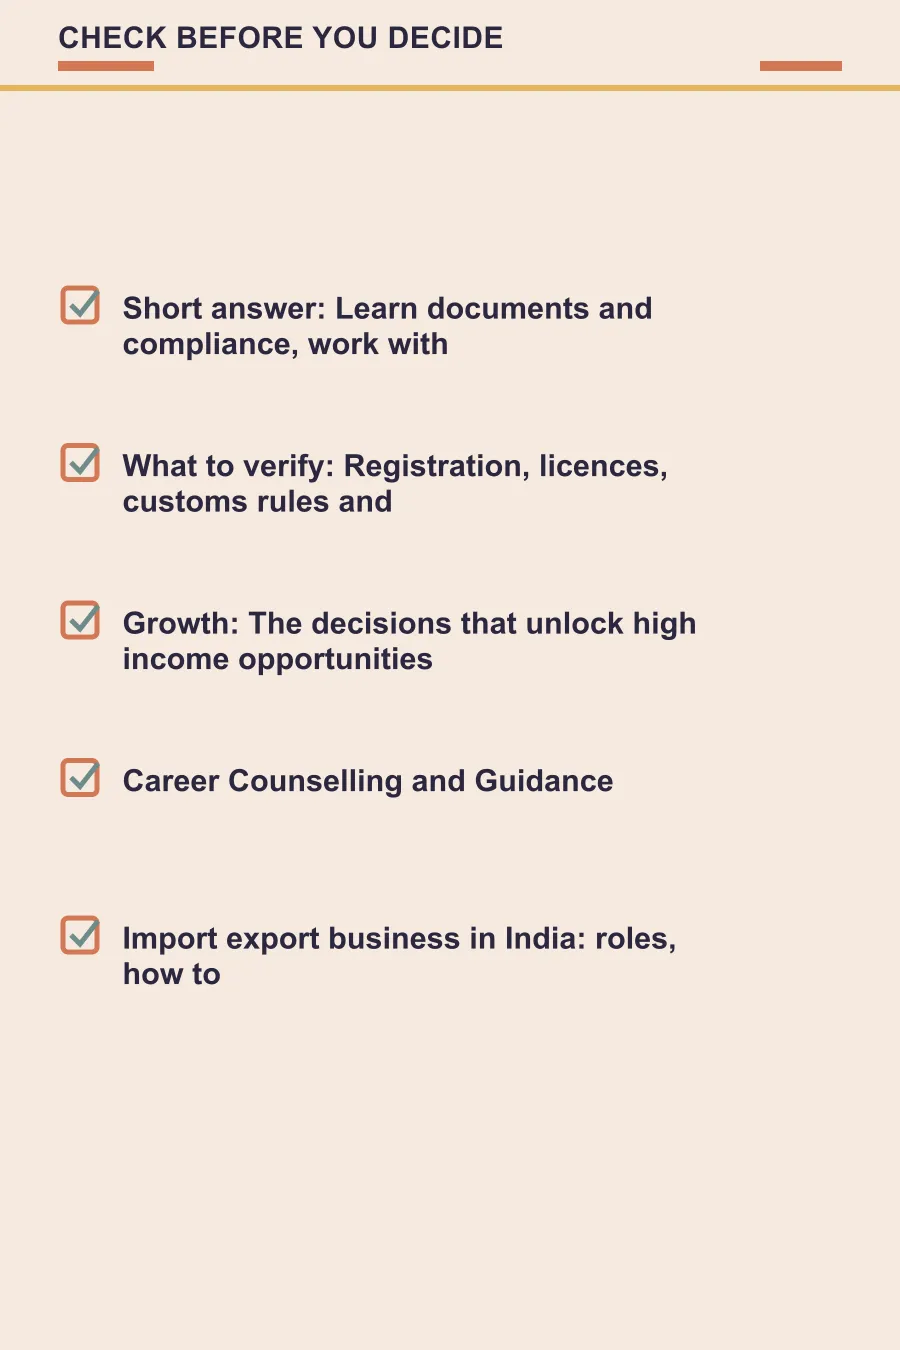 CHECK BEFORE YOU DECIDE
Short answer: Learn documents and
compliance, work with
What to verify: Registration, licences,
customs rules and
Growth: The decisions that unlock high
income opportunities
Career Counselling and Guidance
Import export business in India: roles,
how to